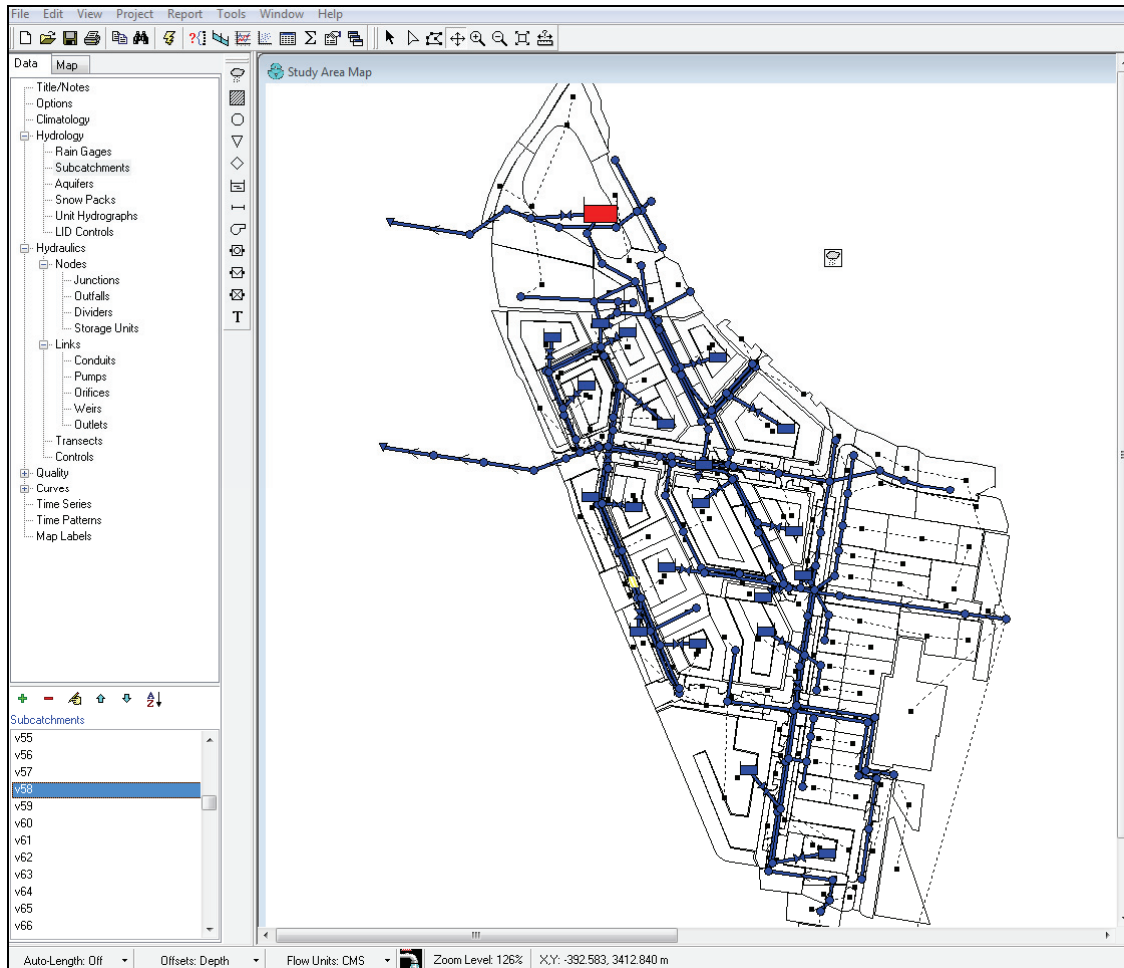 File Edit View Project Report Tools Window Help
Data Map
Study Area Map
Title/Notes
Options
Climatology
Hydrology
Rain Gages
Subcatchments
Aquifers
Snow Packs
Unit Hydrographs
LID Controls
Hydraulics
Nodes
Junctions
Outfalls
Dividers
Storage Units
Links
Conduits
Pumps
Orifices
Weirs
Outlets
Transects
Controls
Quality
Curves
Time Series
Time Patterns
Map Labels
T
Subcatchments
v55
v56
v57
v58
v59
v60
v61
v62
v63
v64
v65
v66
Auto-Length: Off Offsets: Depth Flow Units: CMS Zoom Level: 126% X,Y: -392.583, 3412.840 m